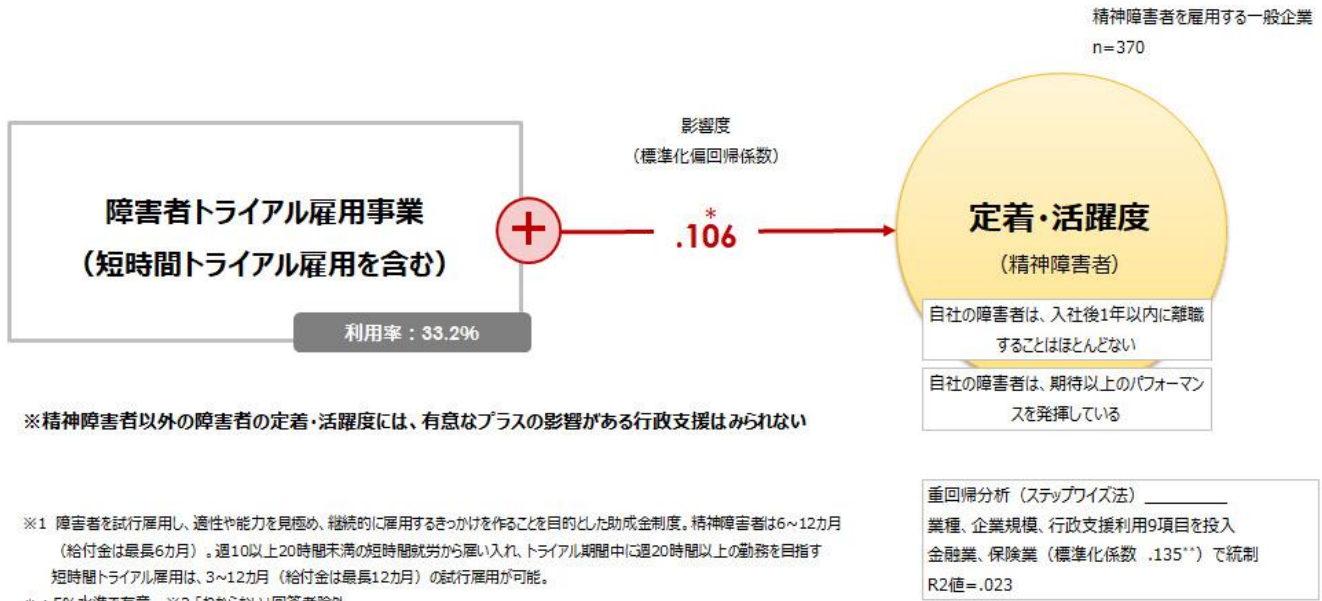 精神障害者を雇用する一般企業
n=370
影響度
（標準化偏回帰係数）
障害者トライアル雇用事業
（短時間トライアル雇用を含む）
利用率：33.2%
+
*
.106
定着・活躍度
（精神障害者）
自社の障害者は、入社後1年以内に離職
することはほとんどない
自社の障害者は、期待以上のパフォーマン
スを発揮している
※精神障害者以外の障害者の定着・活躍度には、有意なプラスの影響がある行政支援はみられない
※1 障害者を試行雇用し、適性や能力を見極め、継続的に雇用するきっかけを作ることを目的とした助成金制度。精神障害者は6~12カ月
（給付金は最長6カ月）。週10以上20時間未満の短時間就労から雇い入れ、トライアル期間中に週20時間以上の勤務を目指す
短時間トライアル雇用は、3~12カ月（給付金は最長12カ月）の試行雇用が可能。
重回帰分析（ステップワイズ法）
業種、企業規模、行政支援利用9項目を投入
金融業、保険業（標準化係数 .135**）で統制
R2値=.023